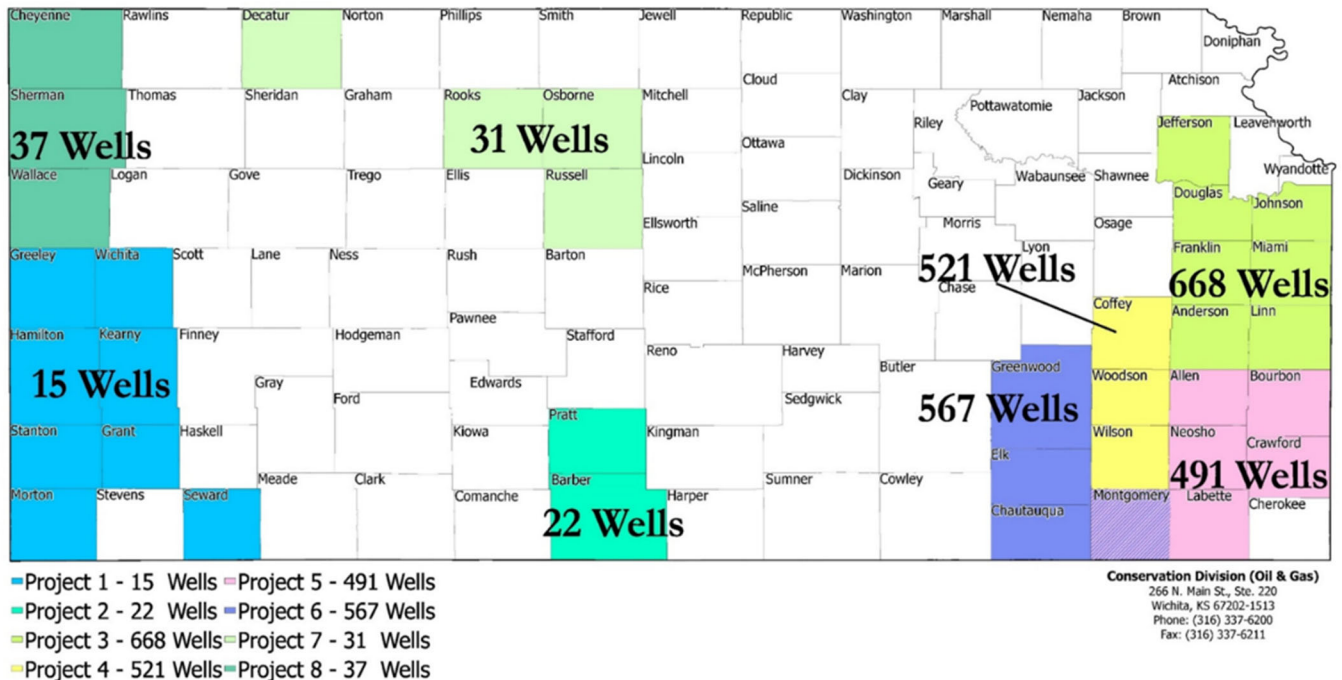 Cheyenne Rawlins Decatur Norton Phillips Smith Jewell Republic Washington Marshall Nemaha Brown
Doniphan
Cloud Atchison
Sherman Thomas Sheridan Graham Rooks Osborne Mitchell Clay Pottawatomie Jackson
Riley Jefferson Leavenworth
37 Wells 31 Wells
Ottawa
Lincoln
Wyandotte
Wallace Logan Gove Trego Ellis Russell Dickinson Geary Wabaunsee Shawnee
Douglas Johnson
Saline
Ellsworth Morris Osage
Greeley Wichita Scott Lane Ness Rush Barton Lyon Franklin Miami
McPherson Marion 521 Wells
Rice Chase 668 Wells
Coffey
Pawnee Anderson Linn
Hamilton Kearny Finney Hodgeman Stafford
Reno Harvey
Butler Greenwood
15 Wells Gray Edwards Woodson Allen Bourbon
Ford Sedgwick
567 Wells
Pratt
Stanton Grant Haskell Kiowa Kingman Wilson Neosho
Crawford
Elk
491 Wells
Meade Clark Barber Sumner Cowley
Morton Stevens Seward Comanche Harper Montgomery Labette
Cherokee
Chautauqua
22 Wells
Project 1 - 15 Wells
Project 2 - 22 Wells
Project 3 - 668 Wells
Project 4 - 521 Wells
Project 5 - 491 Wells
Project 6 - 567 Wells
Project 7 - 31 Wells
Project 8 - 37 Wells
Conservation Division (Oil & Gas)
266 N. Main St., Ste. 220
Wichita, KS 67202-1513
Phone: (316) 337-6200
Fax: (316) 337-6211